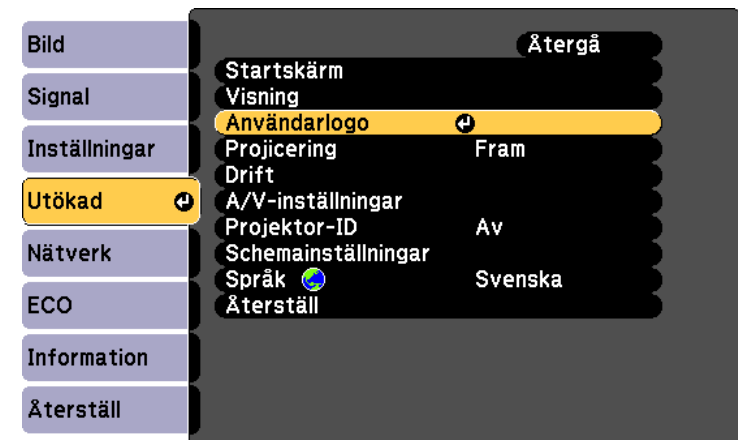 Bild
Signal
Inställningar
Utökad
Nätverk
ECO
Information
Återställ
Återgå
Startskärm
Visning
Användarlogo
Projicering Fram
Drift
A/V-inställningar
Projektor-ID Av
Schemainställningar
Språk Svenska
Återställ